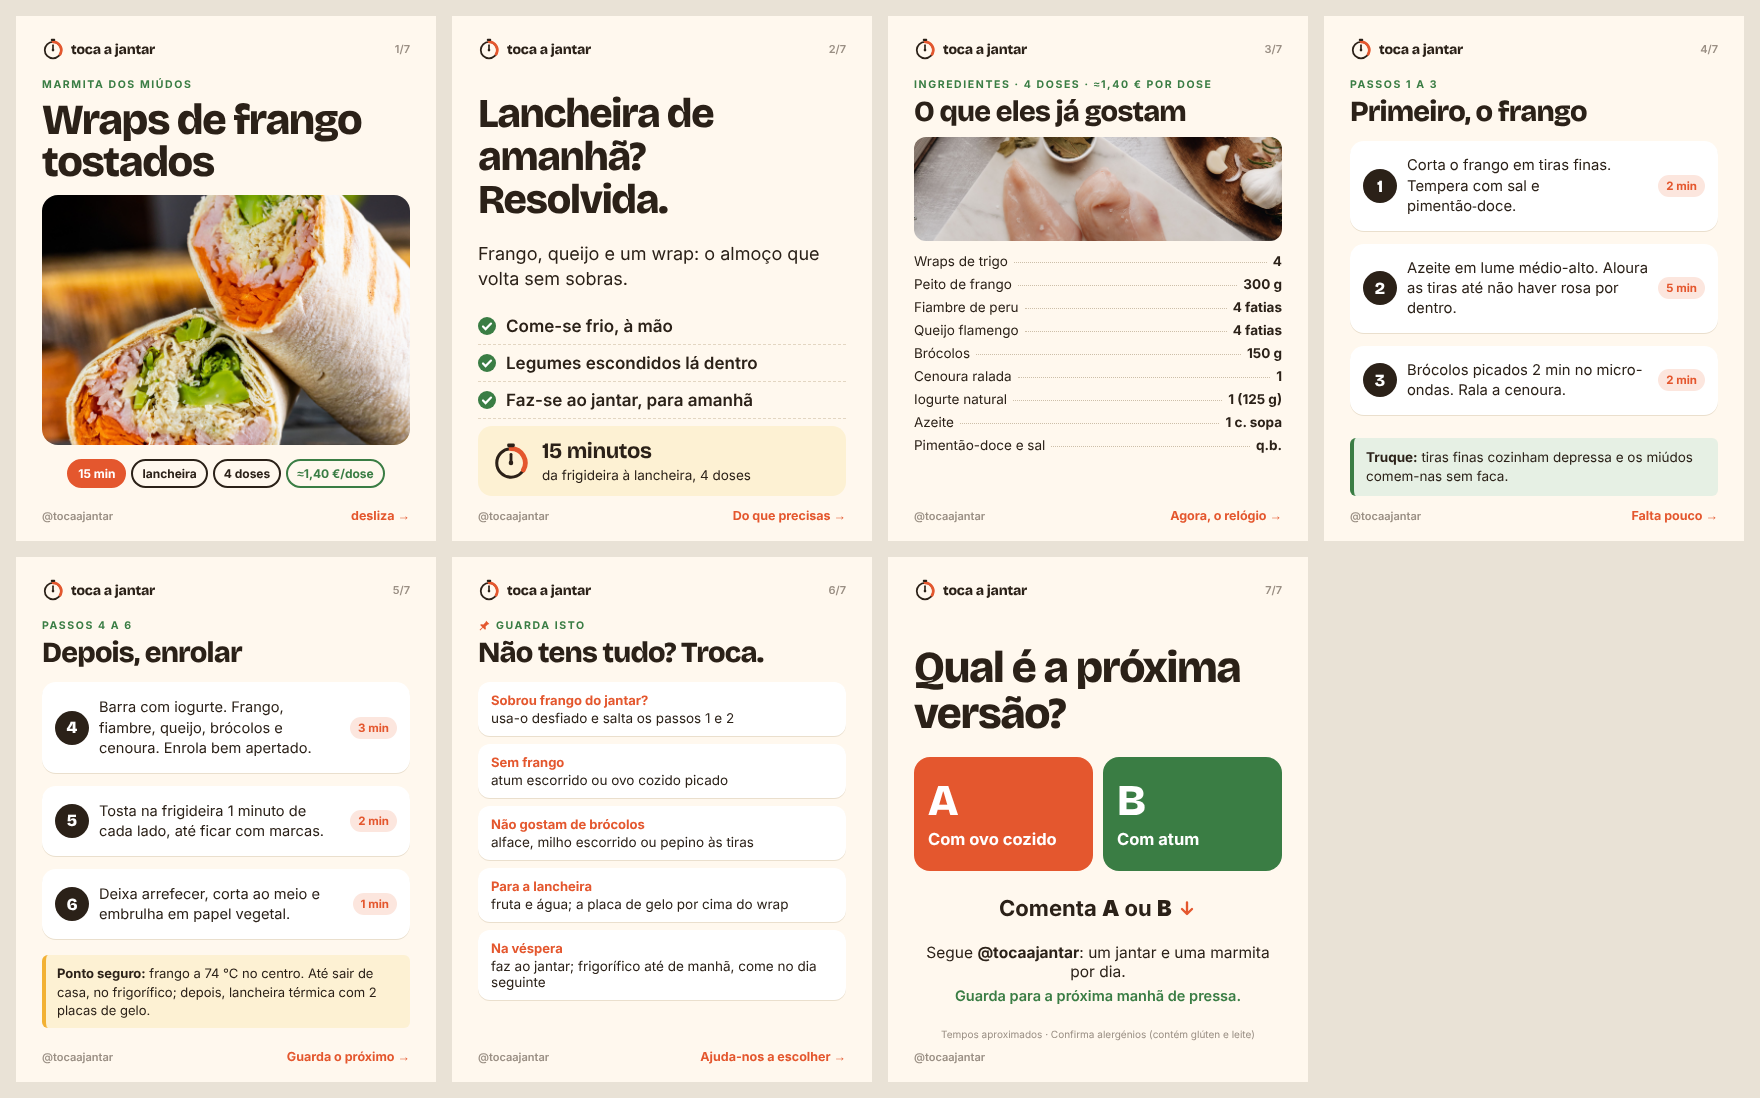 toca a jantar
1/7
MARMITA DOS MIÚDOS
Wraps de frango
tostados
15 min
lancheira
4 doses
≈1,40 €/dose
@tocaajantar
desliza →
toca a jantar
2/7
Lancheira de
amanhã?
Resolvida.
Frango, queijo e um wrap: o almoço que
volta sem sobras.
Come-se frio, à mão
Legumes escondidos lá dentro
Faz-se ao jantar, para amanhã
15 minutos
da frigideira à lancheira, 4 doses
@tocaajantar
Do que precisas →
toca a jantar
3/7
INGREDIENTES · 4 DOSES · ≈1,40 € POR DOSE
O que eles já gostam
Wraps de trigo 4
Peito de frango 300 g
Fiambre de peru 4 fatias
Queijo flamengo 4 fatias
Brócolos 150 g
Cenoura ralada 1
Iogurte natural 1 (125 g)
Azeite 1 c. sopa
Pimentão-doce e sal q.b.
@tocaajantar
Agora, o relógio →
toca a jantar
4/7
PASSOS 1 A 3
Primeiro, o frango
1
Corta o frango em tiras finas.
Tempera com sal e
pimentão-doce.
2 min
2
Azeite em lume médio-alto. Aloura
as tiras até não haver rosa por
dentro.
5 min
3
Brócolos picados 2 min no micro-
ondas. Rala a cenoura.
2 min
Truque: tiras finas cozinham depressa e os miúdos
comem-nas sem faca.
@tocaajantar
Falta pouco →
toca a jantar
5/7
PASSOS 4 A 6
Depois, enrolar
4
Barra com iogurte. Frango,
fiambre, queijo, brócolos e
cenoura. Enrola bem apertado.
3 min
5
Tosta na frigideira 1 minuto de
cada lado, até ficar com marcas.
2 min
6
Deixa arrefecer, corta ao meio e
embrulha em papel vegetal.
1 min
Ponto seguro: frango a 74 °C no centro. Até sair de
casa, no frigorífico; depois, lancheira térmica com 2
placas de gelo.
@tocaajantar
Guarda o próximo →
toca a jantar
6/7
GUARDA ISTO
Não tens tudo? Troca.
Sobrou frango do jantar?
usa-o desfiado e salta os passos 1 e 2
Sem frango
atum escorrido ou ovo cozido picado
Não gostam de brócolos
alface, milho escorrido ou pepino às tiras
Para a lancheira
fruta e água; a placa de gelo por cima do wrap
Na véspera
faz ao jantar; frigorífico até de manhã, come no dia
seguinte
@tocaajantar
Ajuda-nos a escolher →
toca a jantar
7/7
Qual é a próxima
versão?
A
Com ovo cozido
B
Com atum
Comenta A ou B ↓
Segue @tocaajantar: um jantar e uma marmita
por dia.
Guarda para a próxima manhã de pressa.
Tempos aproximados · Confirma alergénios (contém glúten e leite)
@tocaajantar